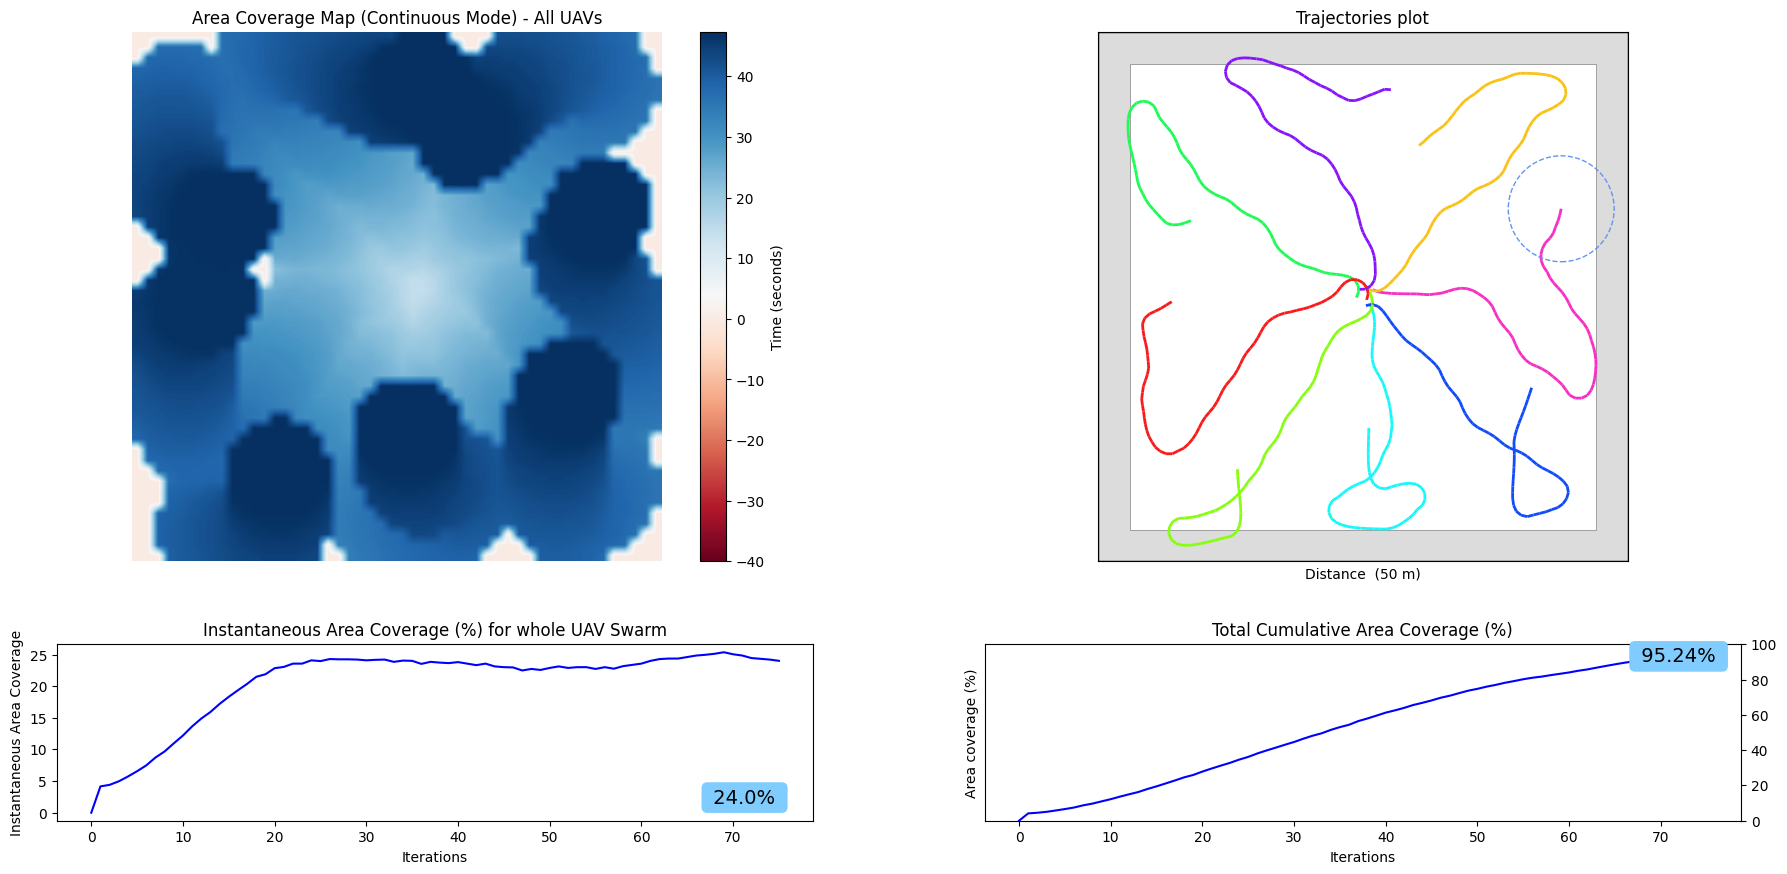 Area Coverage Map (Continuous Mode) - All UAVs
40
30
20
10
0
−10
−20
−30
−40
Time (seconds)
Trajectories plot
Distance  (50 m)
Instantaneous Area Coverage (%) for whole UAV Swarm
Instantaneous Area Coverage
25
20
15
10
5
0
24.0%
0 10 20 30 40 50 60 70
Iterations
Total Cumulative Area Coverage (%)
Area coverage (%)
95.24%
100
80
60
40
20
0
0 10 20 30 40 50 60 70
Iterations